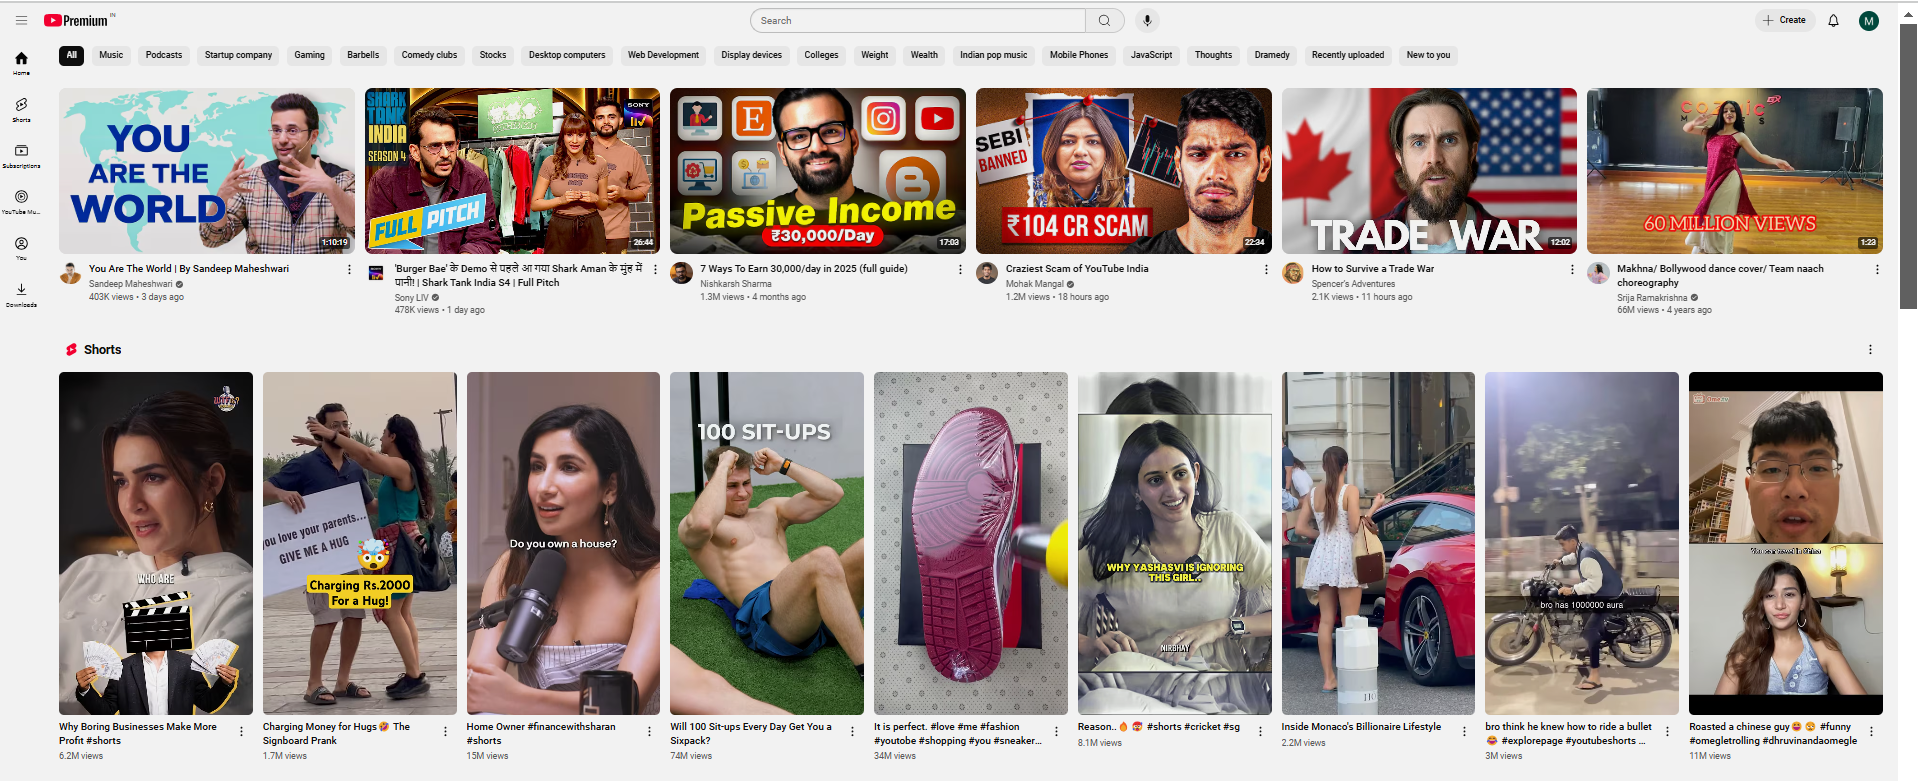 Premium IN
Search
Create
M
Home
Shorts
Subscriptions
YouTube Mu...
You
Downloads
All
Music
Podcasts
Startup company
Gaming
Barbells
Comedy clubs
Stocks
Desktop computers
Web Development
Display devices
Colleges
Weight
Wealth
Indian pop music
Mobile Phones
JavaScript
Thoughts
Dramedy
Recently uploaded
New to you
YOU
ARE THE
WORLD
1:10:19
You Are The World | By Sandeep Maheshwari
Sandeep Maheshwari
403K views • 3 days ago
SHARK
TANK
INDIA
SEASON 4
SONY
liv
FULL PITCH
26:44
'Burger Bae' के Demo से पहले आ गया Shark Aman के मुंह में
पानी! | Shark Tank India S4 | Full Pitch
Sony LIV
478K views • 1 day ago
E
Passive Income
₹30,000/Day
17:03
7 Ways To Earn 30,000/day in 2025 (full guide)
Nishkarsh Sharma
1.3M views • 4 months ago
SEBI
BANNED
₹104 CR SCAM
22:34
Craziest Scam of YouTube India
Mohak Mangal
1.2M views • 18 hours ago
TRADE WAR
12:02
How to Survive a Trade War
Spencer's Adventures
2.1K views • 11 hours ago
60 MILLION VIEWS
1:23
Makhna/ Bollywood dance cover/ Team naach
choreography
Srija Ramakrishna
66M views • 4 years ago
Shorts
WHO ARE
Why Boring Businesses Make More
Profit #shorts
6.2M views
you love your parents...
GIVE ME A HUG
Charging Rs.2000
For a Hug!
Charging Money for Hugs🤣 The
Signboard Prank
1.7M views
Do you own a house?
Home Owner #financewithsharan
#shorts
15M views
100 SIT-UPS
Will 100 Sit-ups Every Day Get You a
Sixpack?
74M views
It is perfect. #love #me #fashion
#youtobe #shopping #you #sneaker...
34M views
WHY YASHASVI IS IGNORING
THIS GIRL..
NIRBHAY
Reason.. 🔥 🥵 #shorts #cricket #sg
8.1M views
Inside Monaco's Billionaire Lifestyle
2.2M views
bro has 1000000 aura
bro think he knew how to ride a bullet
😂 #explorepage #youtubeshorts ...
3M views
You can travel in China
Roasted a chinese guy😝 🥵 #funny
#omegletrolling #dhruvinandaomegle
11M views